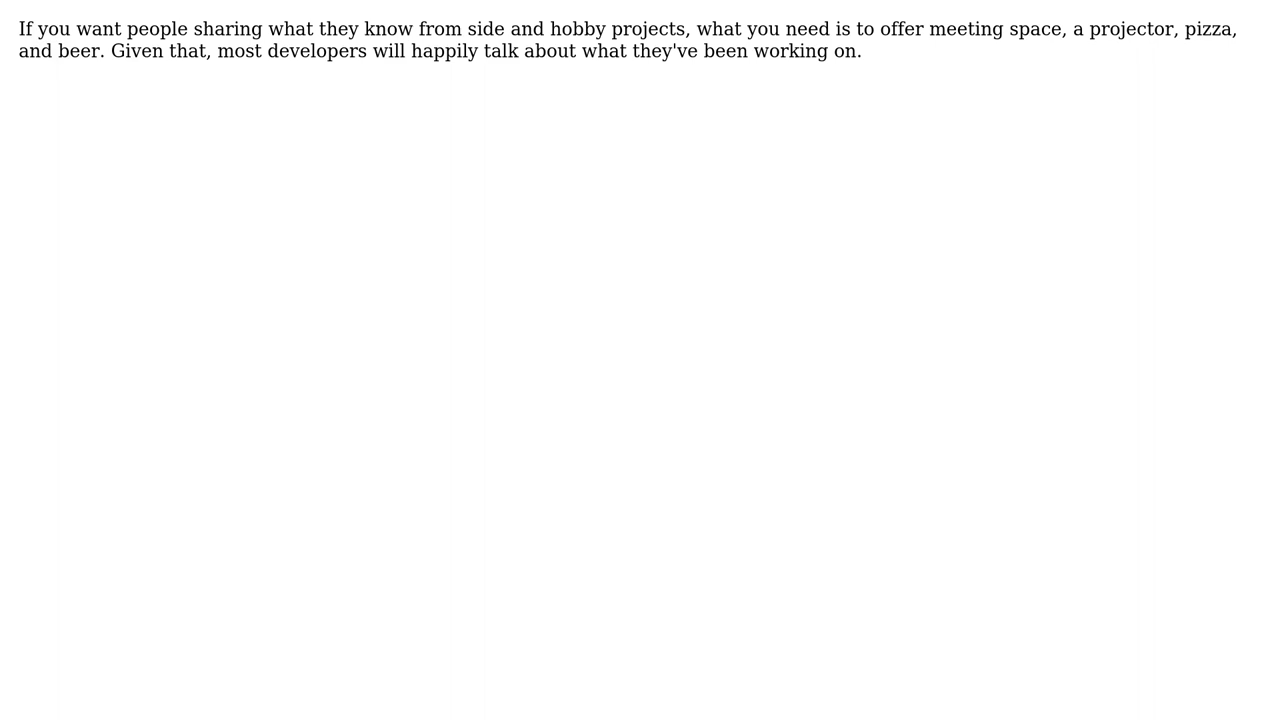 If you want people sharing what they know from side and hobby projects, what you need is to offer meeting space, a projector, pizza,
and beer. Given that, most developers will happily talk about what they've been working on.